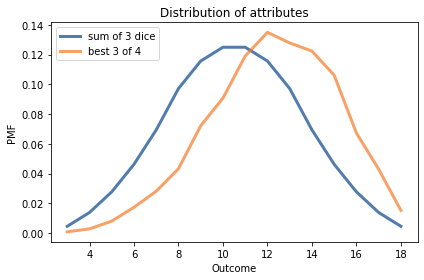 Distribution of attributes
sum of 3 dice
best 3 of 4
PMF
0.14
0.12
0.10
0.08
0.06
0.04
0.02
0.00
4 6 8 10 12 14 16 18
Outcome